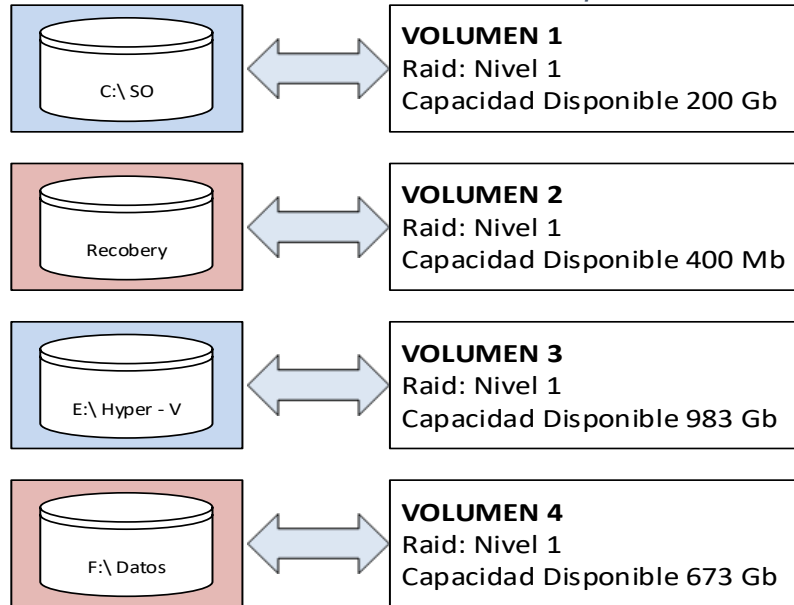 C:\ SO
VOLUMEN 1
Raid: Nivel 1
Capacidad Disponible 200 Gb
Recobery
VOLUMEN 2
Raid: Nivel 1
Capacidad Disponible 400 Mb
E:\ Hyper - V
VOLUMEN 3
Raid: Nivel 1
Capacidad Disponible 983 Gb
F:\ Datos
VOLUMEN 4
Raid: Nivel 1
Capacidad Disponible 673 Gb